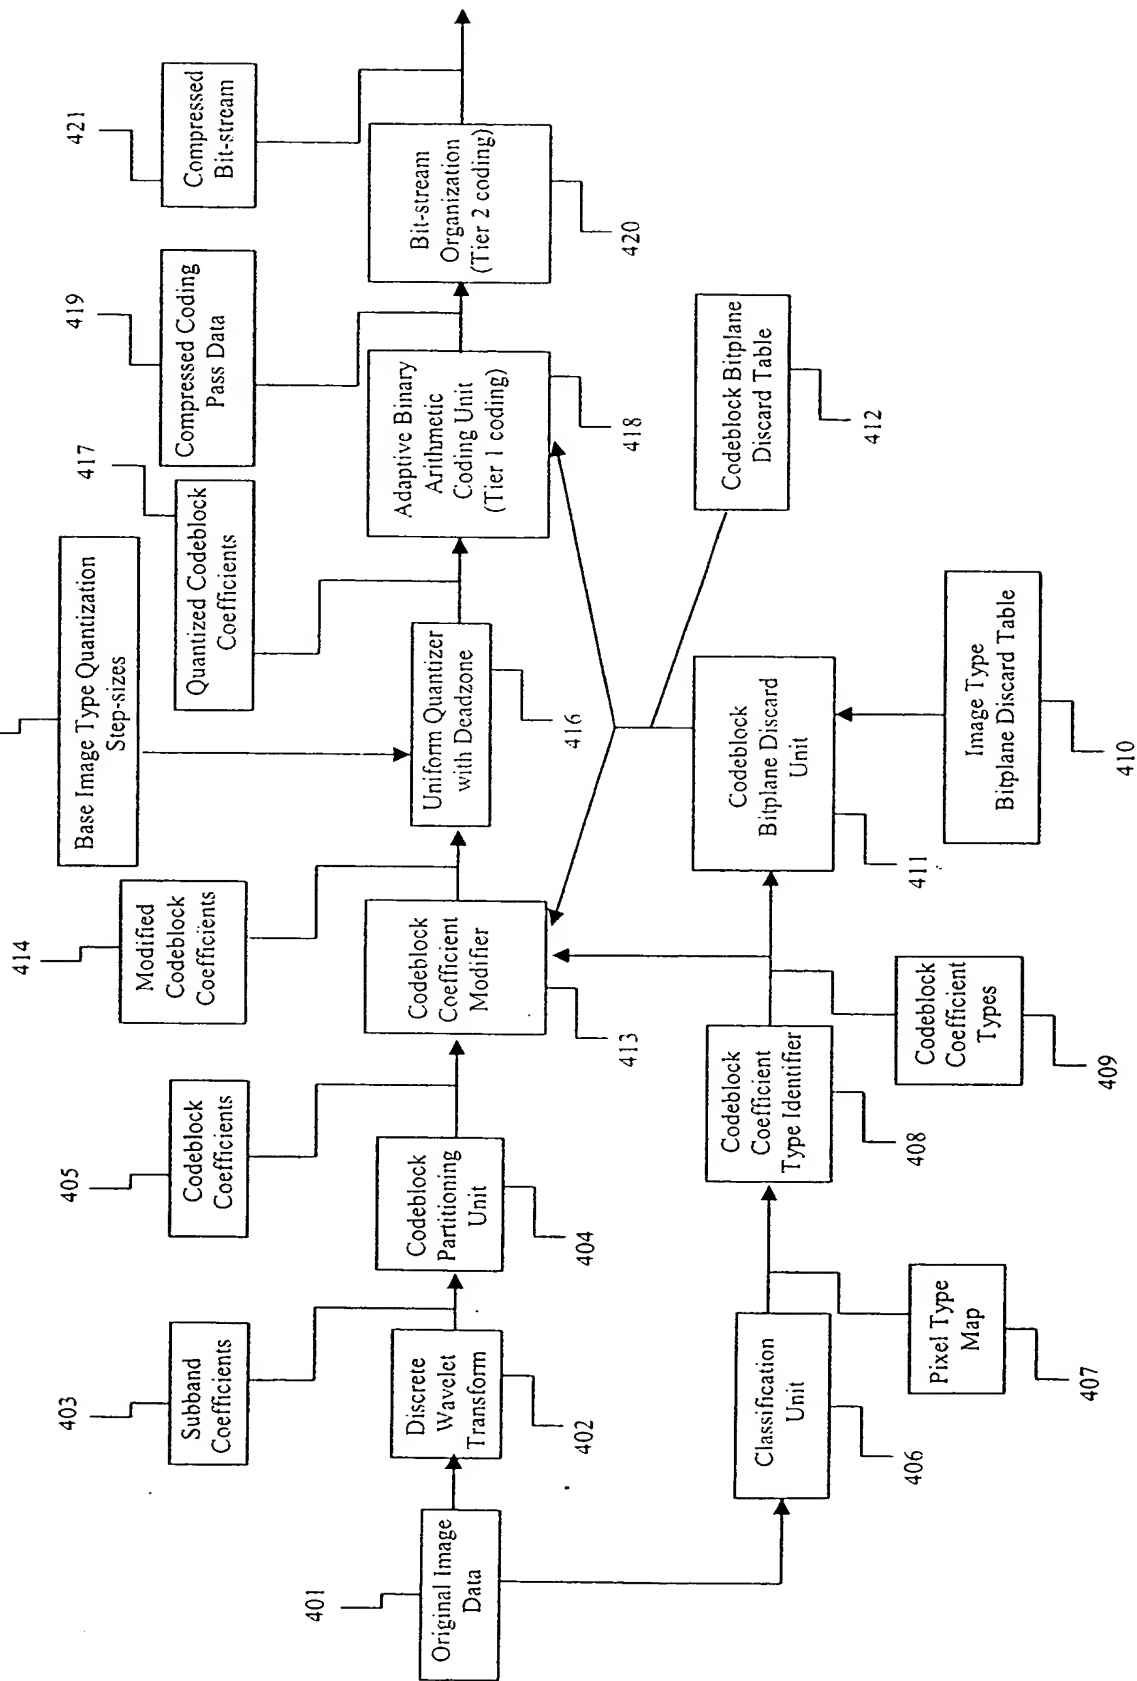 421
Compressed
Bit-stream
419
Compressed Coding
Pass Data
417
Quantized Codeblock
Coefficients
Base Image Type Quantization
Step-sizes
414
Modified
Codeblock
Coefficients
405
Codeblock
Coefficients
403
Subband
Coefficients
401
Original Image
Data
Discrete
Wavelet
Transform
402
Codeblock
Partitioning
Unit
404
Codeblock
Coefficient
Modifier
413
Uniform Quantizer
with Deadzone
416
Adaptive Binary
Arithmetic
Coding Unit
(Tier 1 coding)
418
Bit-stream
Organization
(Tier 2 coding)
420
Classification
Unit
406
Pixel Type
Map
407
Codeblock
Coefficient
Type Identifier
408
Codeblock
Coefficient
Types
409
Codeblock
Bitplane Discard
Unit
411
Image Type
Bitplane Discard Table
410
Codeblock Bitplane
Discard Table
412